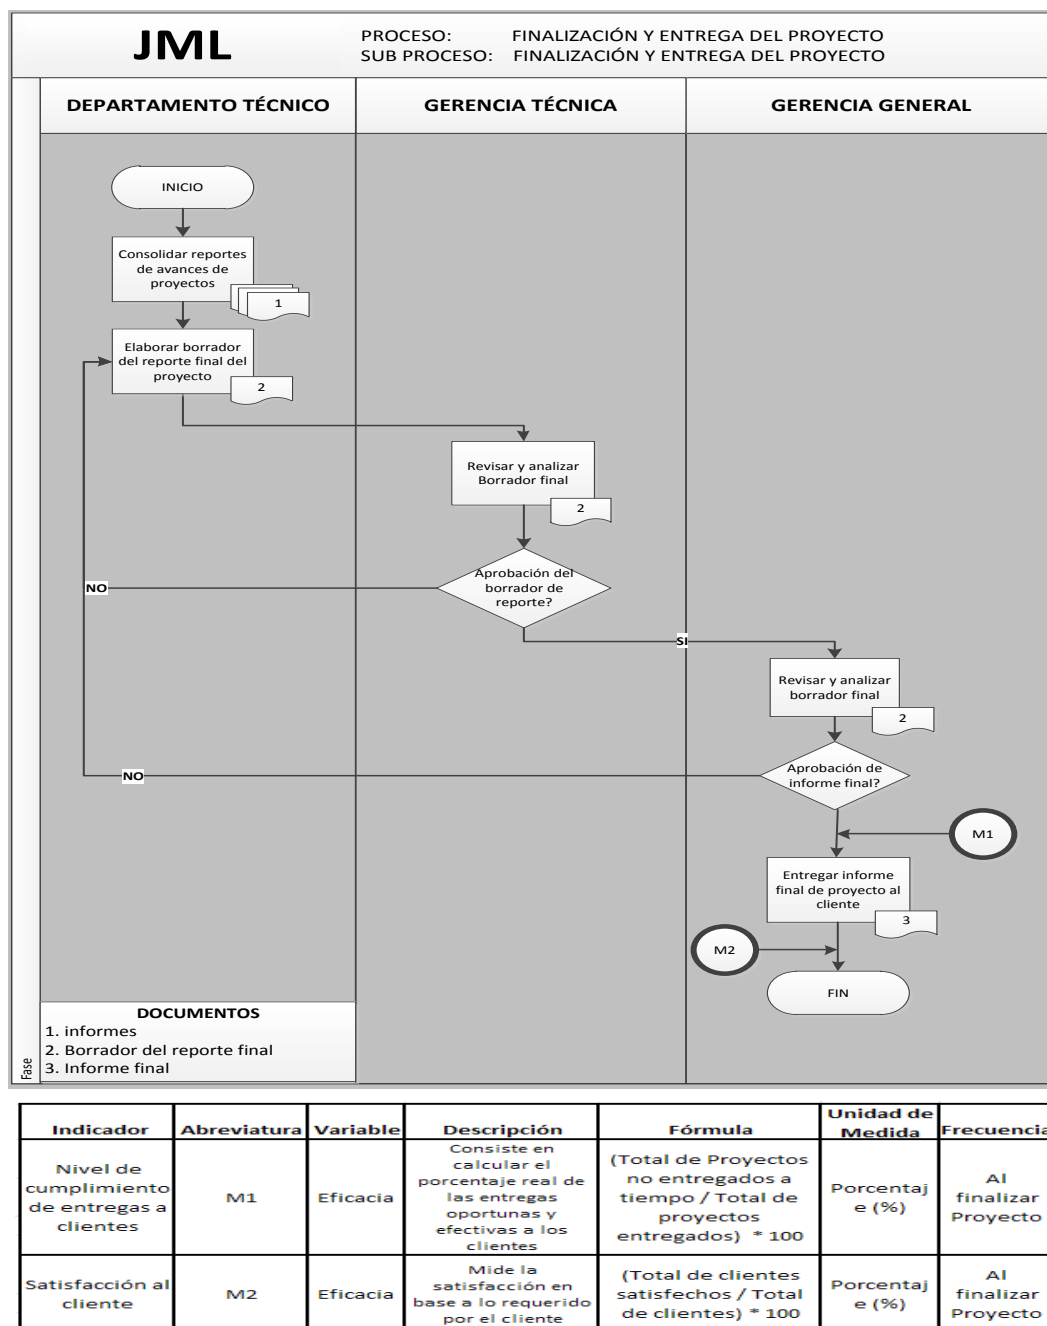 JML
PROCESO: FINALIZACIÓN Y ENTREGA DEL PROYECTO
SUB PROCESO: FINALIZACIÓN Y ENTREGA DEL PROYECTO
DEPARTAMENTO TÉCNICO
GERENCIA TÉCNICA
GERENCIA GENERAL
INICIO
Consolidar reportes
de avances de
proyectos
1
Elaborar borrador
del reporte final del
proyecto
2
Revisar y analizar
Borrador final
2
Aprobación del
borrador de
reporte?
NO
SI
Revisar y analizar
borrador final
2
Aprobación de
informe final?
NO
M1
Entregar informe
final de proyecto al
cliente
3
M2
FIN
DOCUMENTOS
1. informes
2. Borrador del reporte final
3. Informe final
Fase
Indicador
Abreviatura
Variable
Descripción
Fórmula
Unidad de
Medida
Frecuencia
Nivel de
cumplimiento
de entregas a
clientes
M1
Eficacia
Consiste en
calcular el
porcentaje real de
las entregas
oportunas y
efectivas a los
clientes
(Total de Proyectos
no entregados a
tiempo / Total de
proyectos
entregados) * 100
Porcentaj
e (%)
Al
finalizar
Proyecto
Satisfacción al
cliente
M2
Eficacia
Mide la
satisfacción en
base a lo requerido
por el cliente
(Total de clientes
satisfechos / Total
de clientes) * 100
Porcentaj
e (%)
Al
finalizar
Proyecto